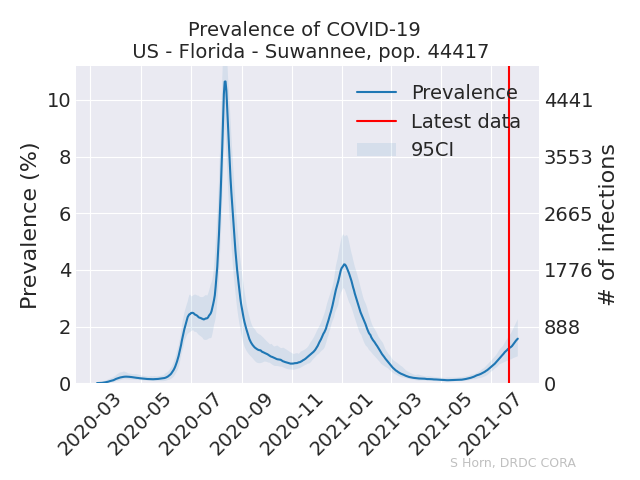 Prevalence of COVID-19
US - Florida - Suwannee, pop. 44417
Prevalence
Latest data
95CI
Prevalence (%)
10
8
6
4
2
0
4441
3553
2665
1776
888
0
# of infections
2020-03
2020-05
2020-07
2020-09
2020-11
2021-01
2021-03
2021-05
2021-07
S Horn, DRDC CORA